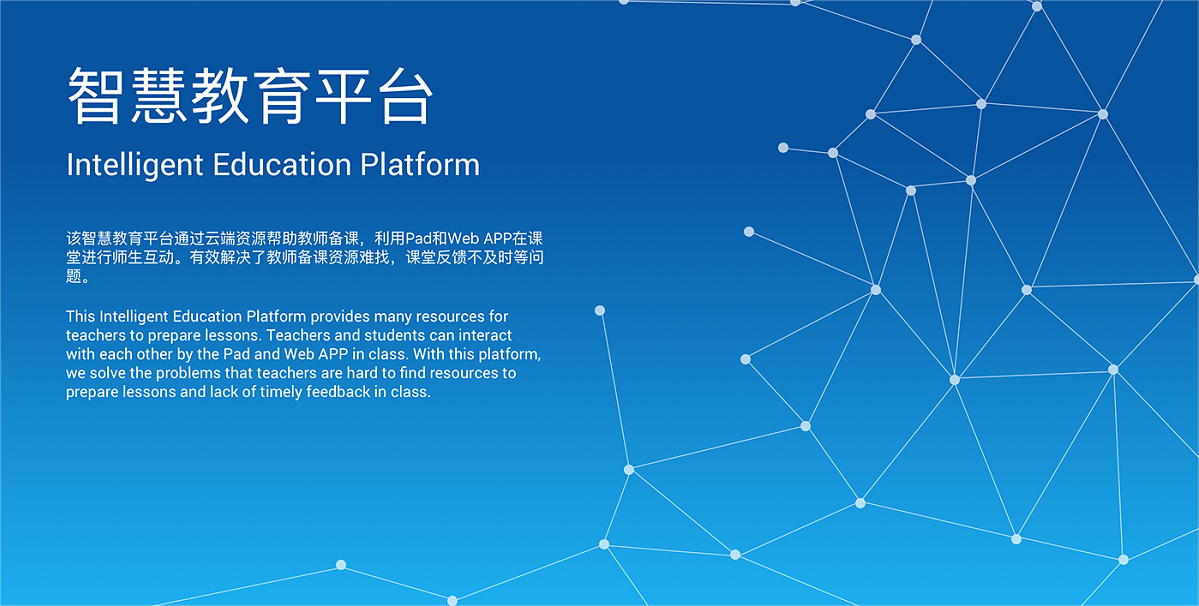 智慧教育平台
Intelligent Education Platform
该智慧教育平台通过云端资源帮助教师备课，利用Pad和Web APP在课
堂进行师生互动。有效解决了教师备课资源难找，课堂反馈不及时等问
题。
This Intelligent Education Platform provides many resources for
teachers to prepare lessons. Teachers and students can interact
with each other by the Pad and Web APP in class. With this platform,
we solve the problems that teachers are hard to find resources to
prepare lessons and lack of timely feedback in class.